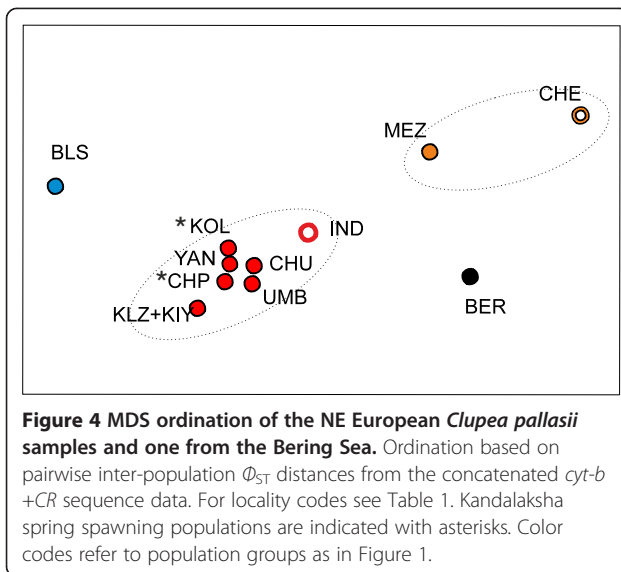 CHE
MEZ
BLS
*KOL
IND
YAN
CHU
*CHP
UMB
BER
KLZ+KIY
Figure 4 MDS ordination of the NE European Clupea pallasii
samples and one from the Bering Sea. Ordination based on
pairwise inter-population ΦST distances from the concatenated cyt-b
+CR sequence data. For locality codes see Table 1. Kandalaksha
spring spawning populations are indicated with asterisks. Color
codes refer to population groups as in Figure 1.